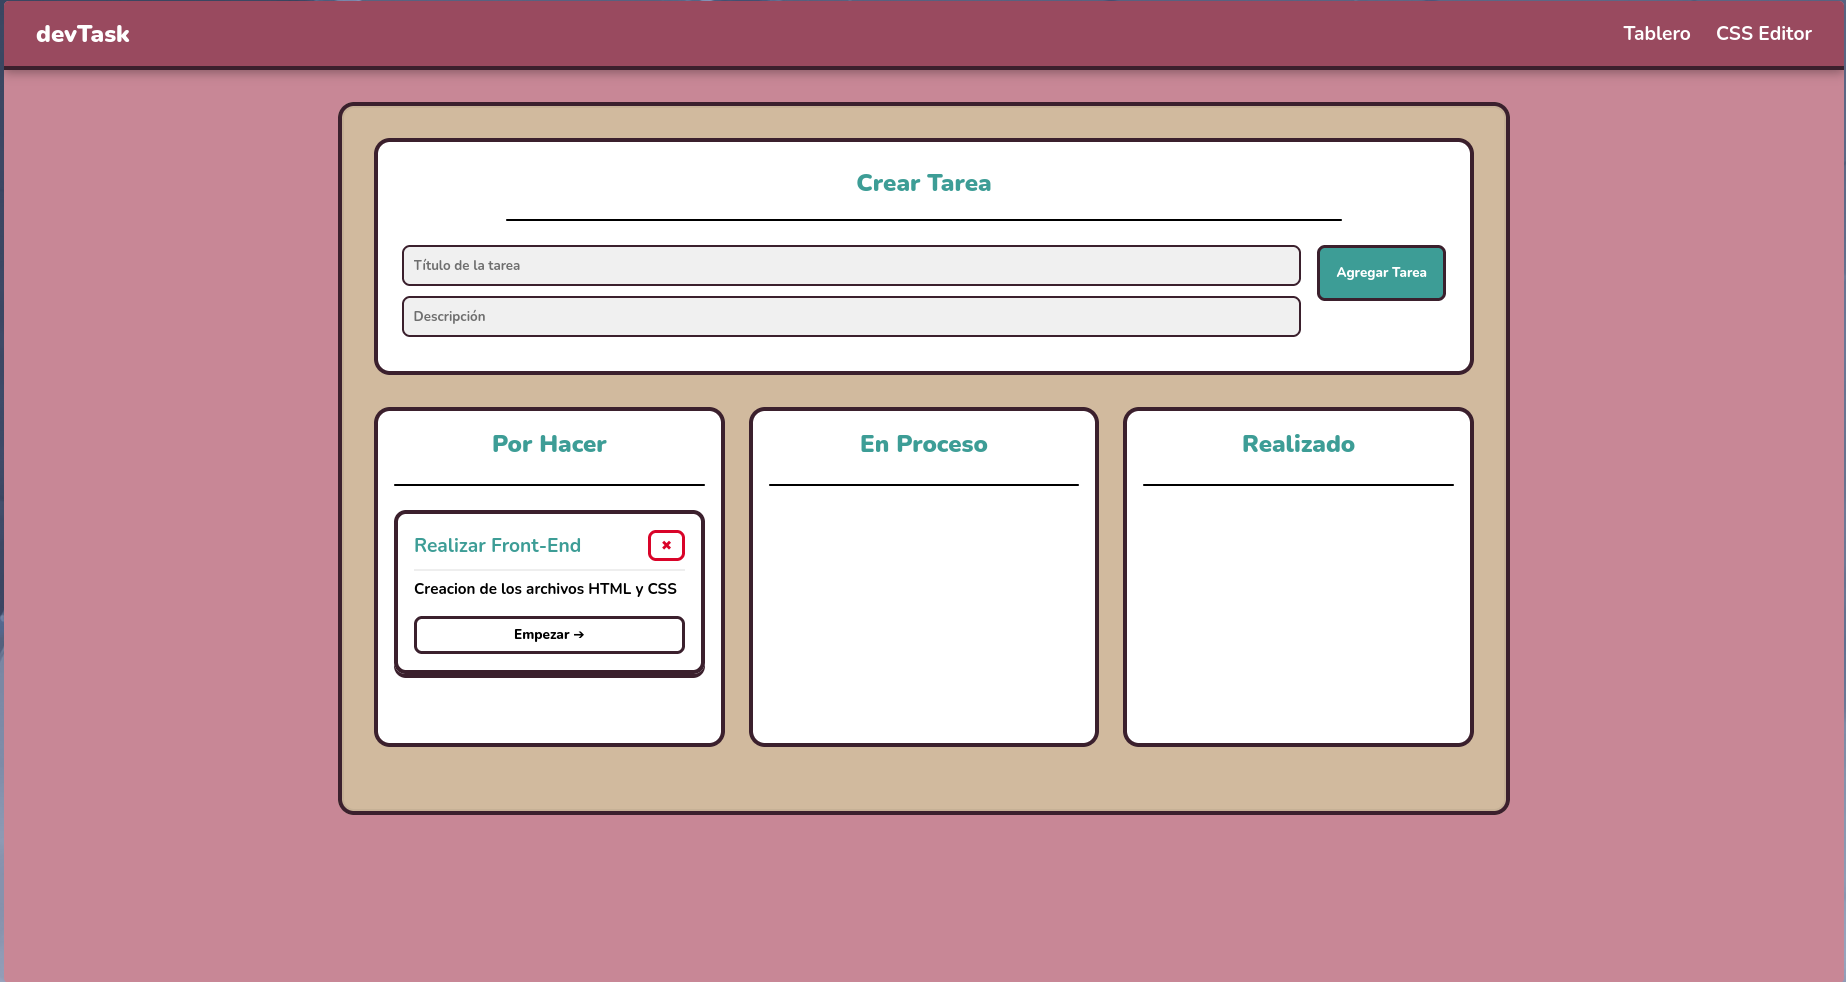 devTask
Tablero
CSS Editor
Crear Tarea
Título de la tarea
Agregar Tarea
Descripción
Por Hacer
En Proceso
Realizado
Realizar Front-End
✖
Creacion de los archivos HTML y CSS
Empezar →